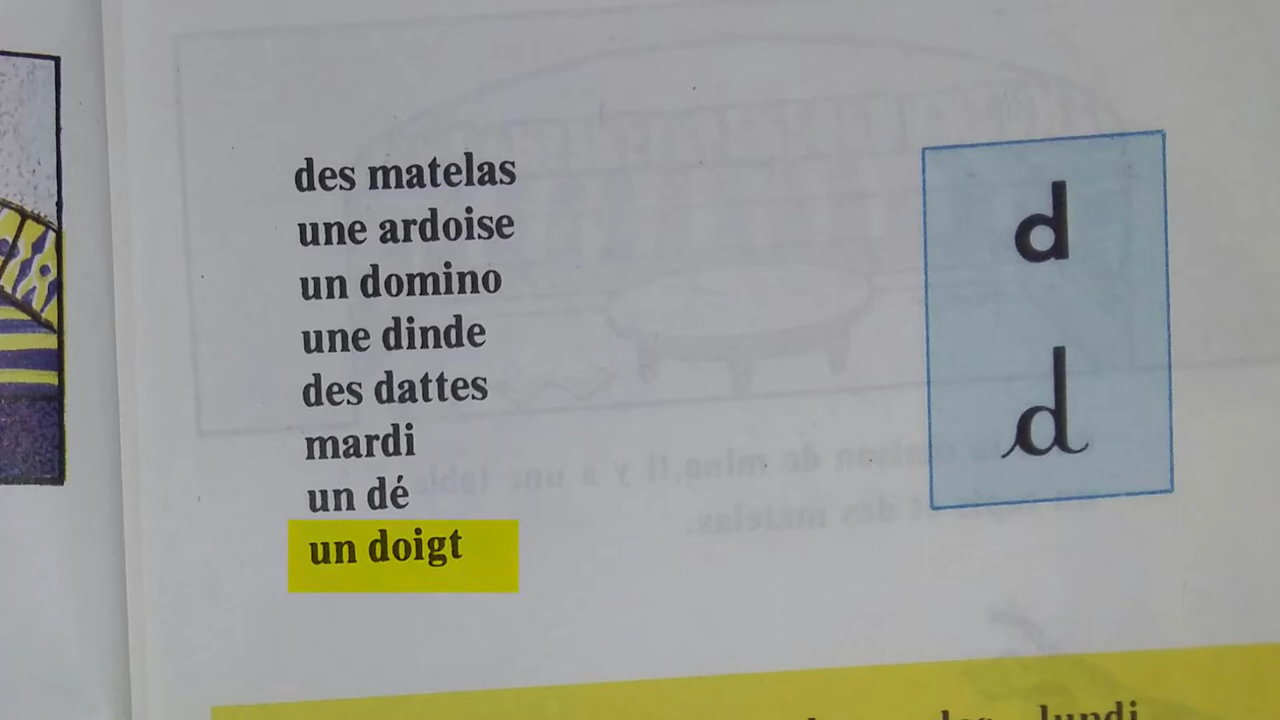 des matelas
une ardoise
un domino
une dinde
des dattes
mardi
un dé
un doigt
d
d
lundi